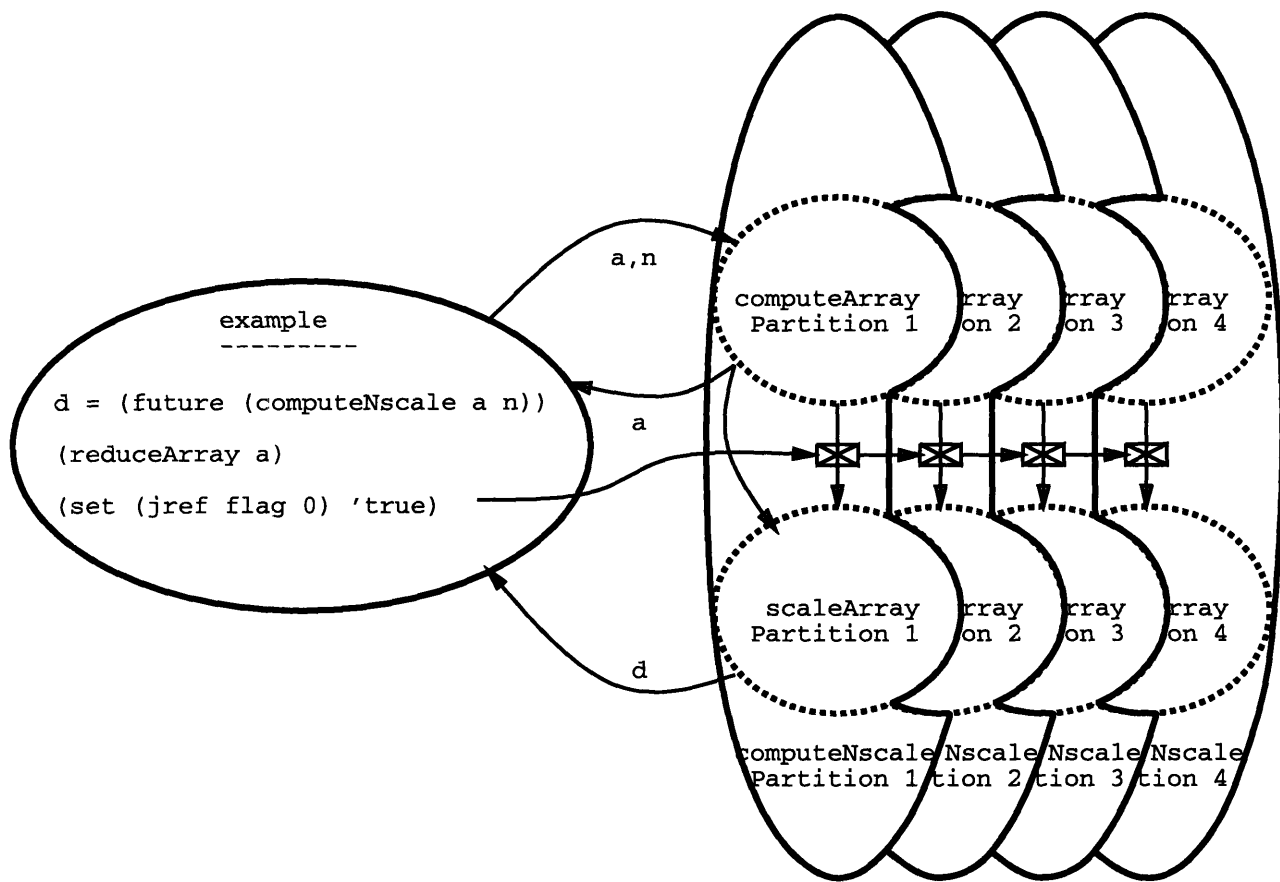 a,n
example
---------
d = (future (computeNscale a n))
(reduceArray a)
(set (jref flag 0) ’true)
a
d
computeArray rray rray rray
Partition 1 on 2 on 3 on 4
scaleArray rray rray rray
Partition 1 on 2 on 3 on 4
computeNscale Nscale Nscale Nscale
Partition 1 tion 2 tion 3 tion 4